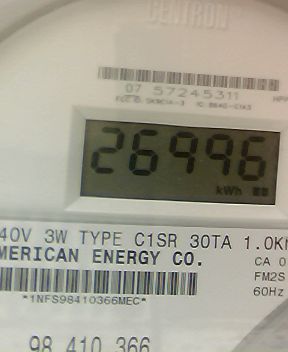 CENTRON
07 57245311
26996
kWh
40V 3W TYPE C1SR 30TA 1.0K
MERICAN ENERGY CO.
CA 0
FM2S
60Hz
*1NFS98410366MEC*
98 410 366